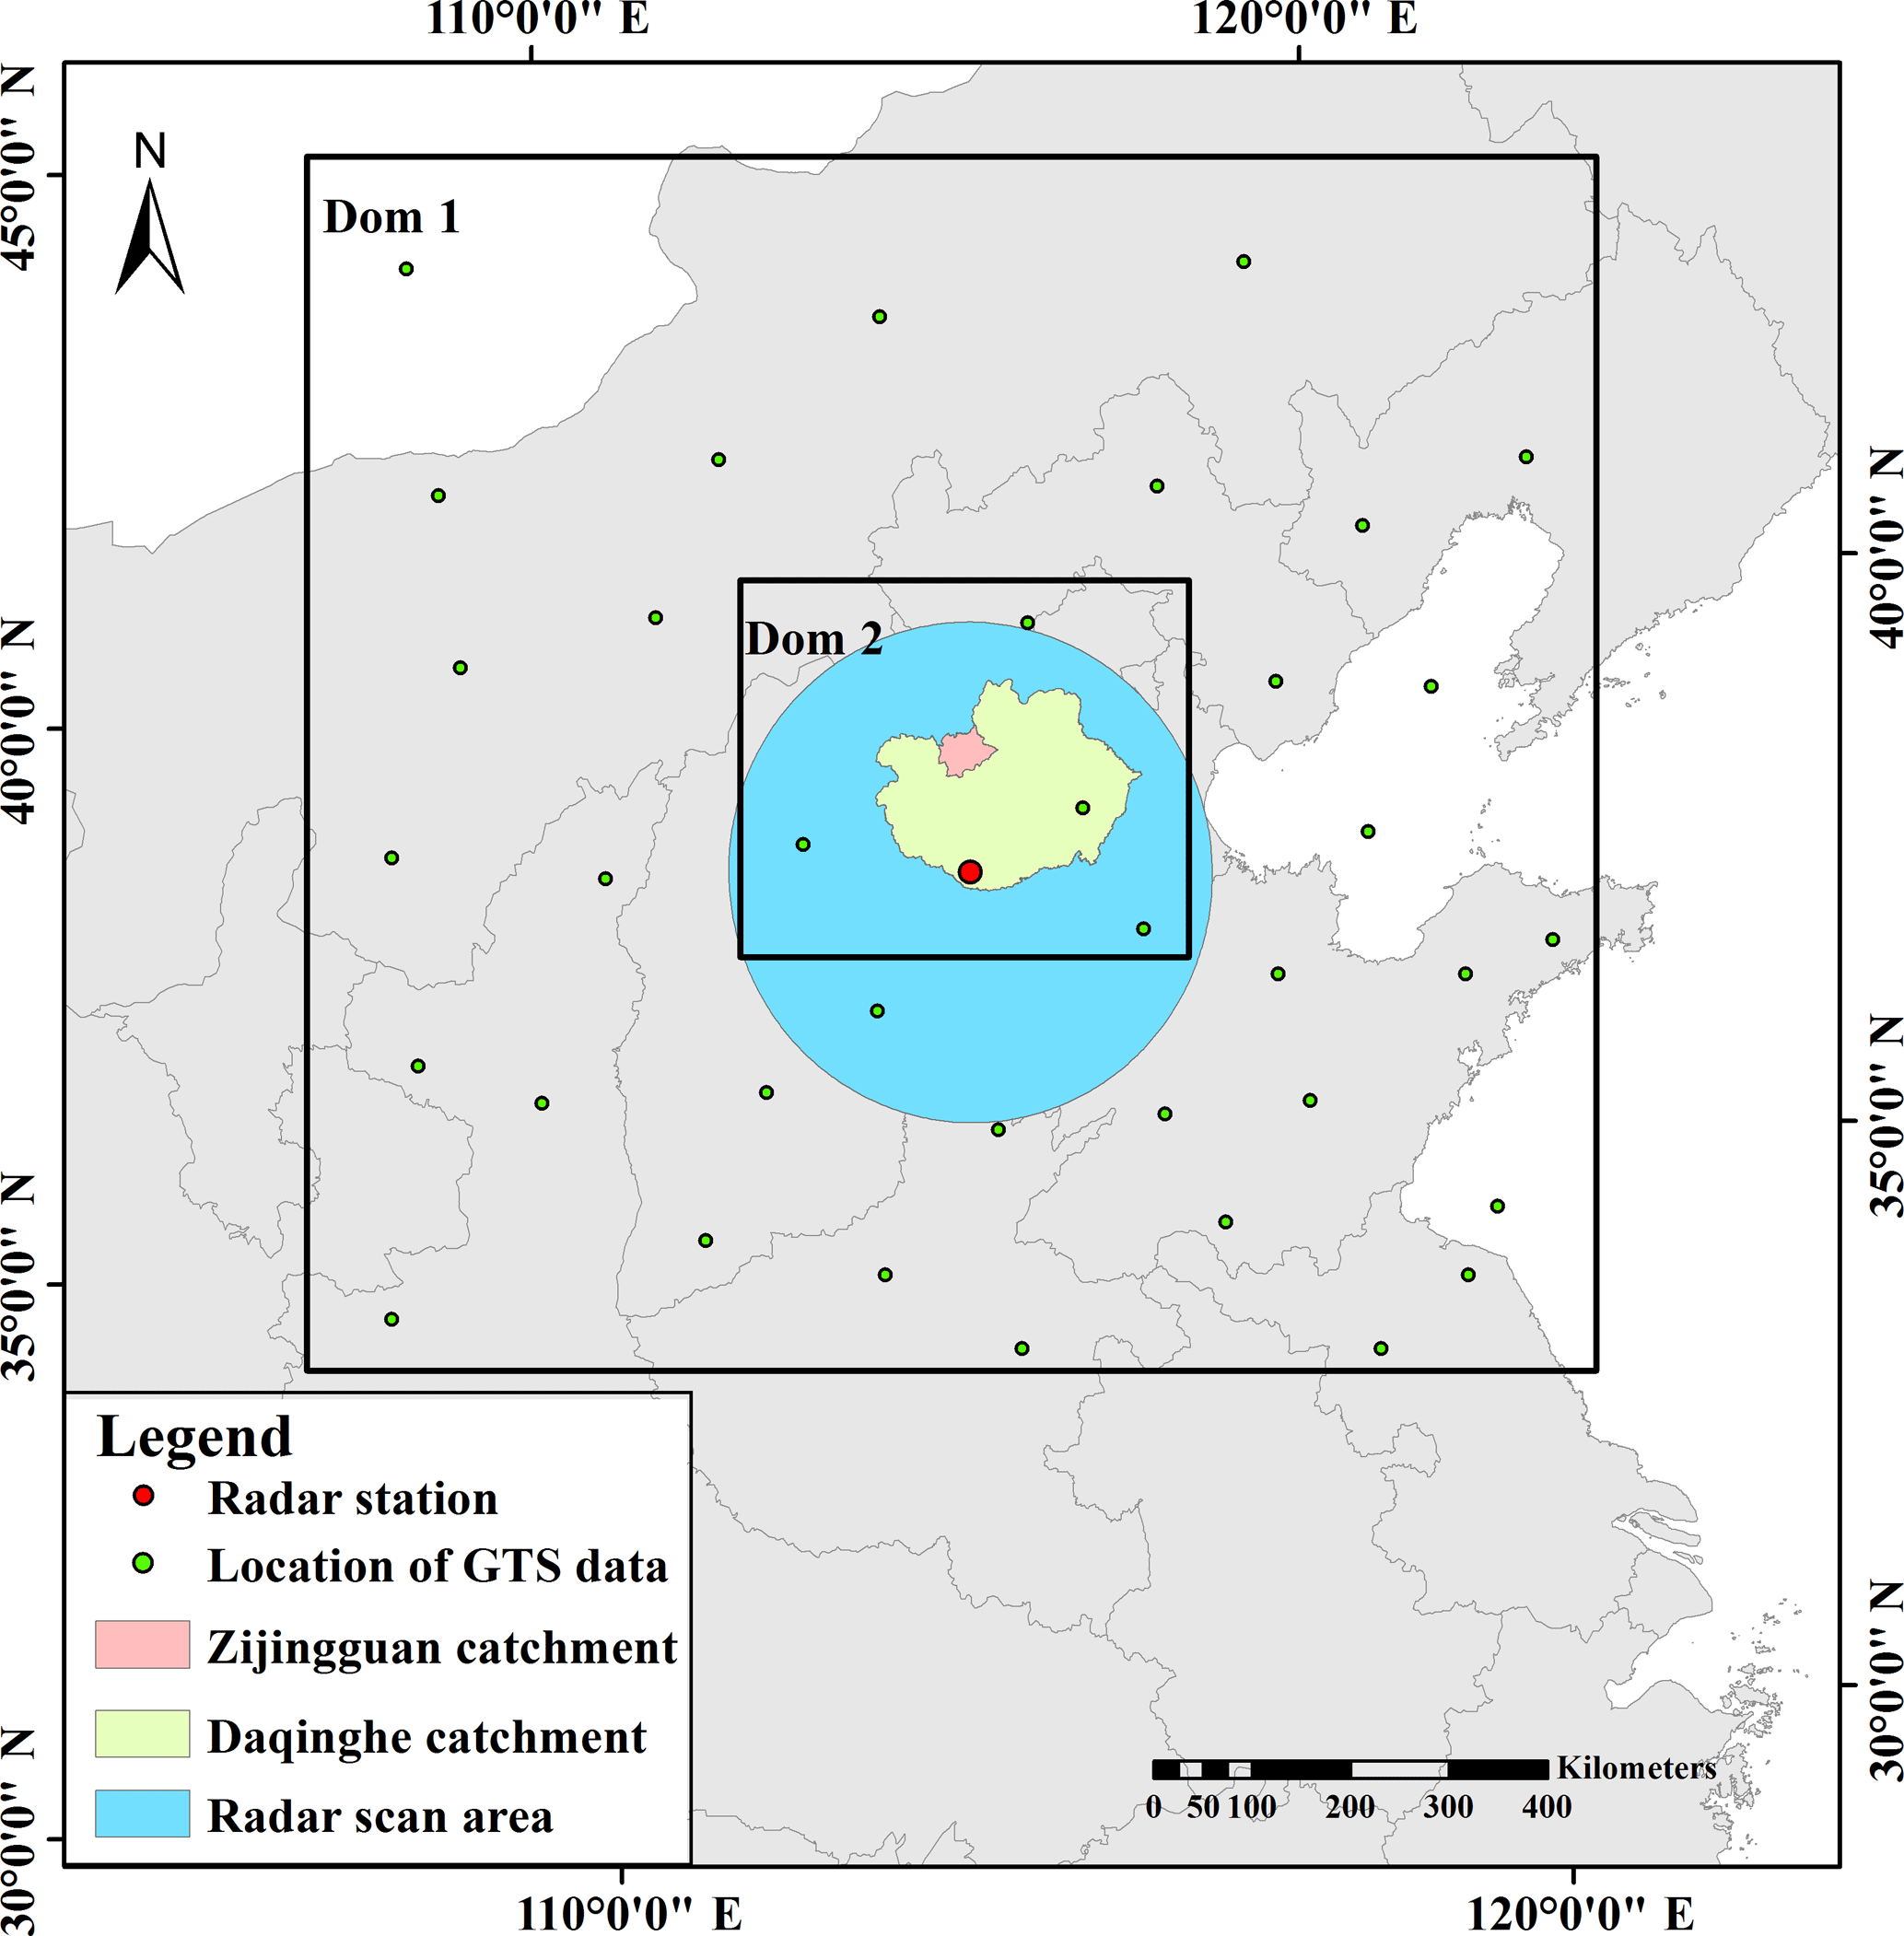 110°0'0" E 120°0'0" E
45°0'0" N
40°0'0" N
35°0'0" N
30°0'0" N
N
Dom 1
Dom 2
40°0'0" N
35°0'0" N
30°0'0" N
Legend
Radar station
Location of GTS data
Zijingguan catchment
Daqinghe catchment
Radar scan area
Kilometers
0 50 100 200 300 400
110°0'0" E 120°0'0" E